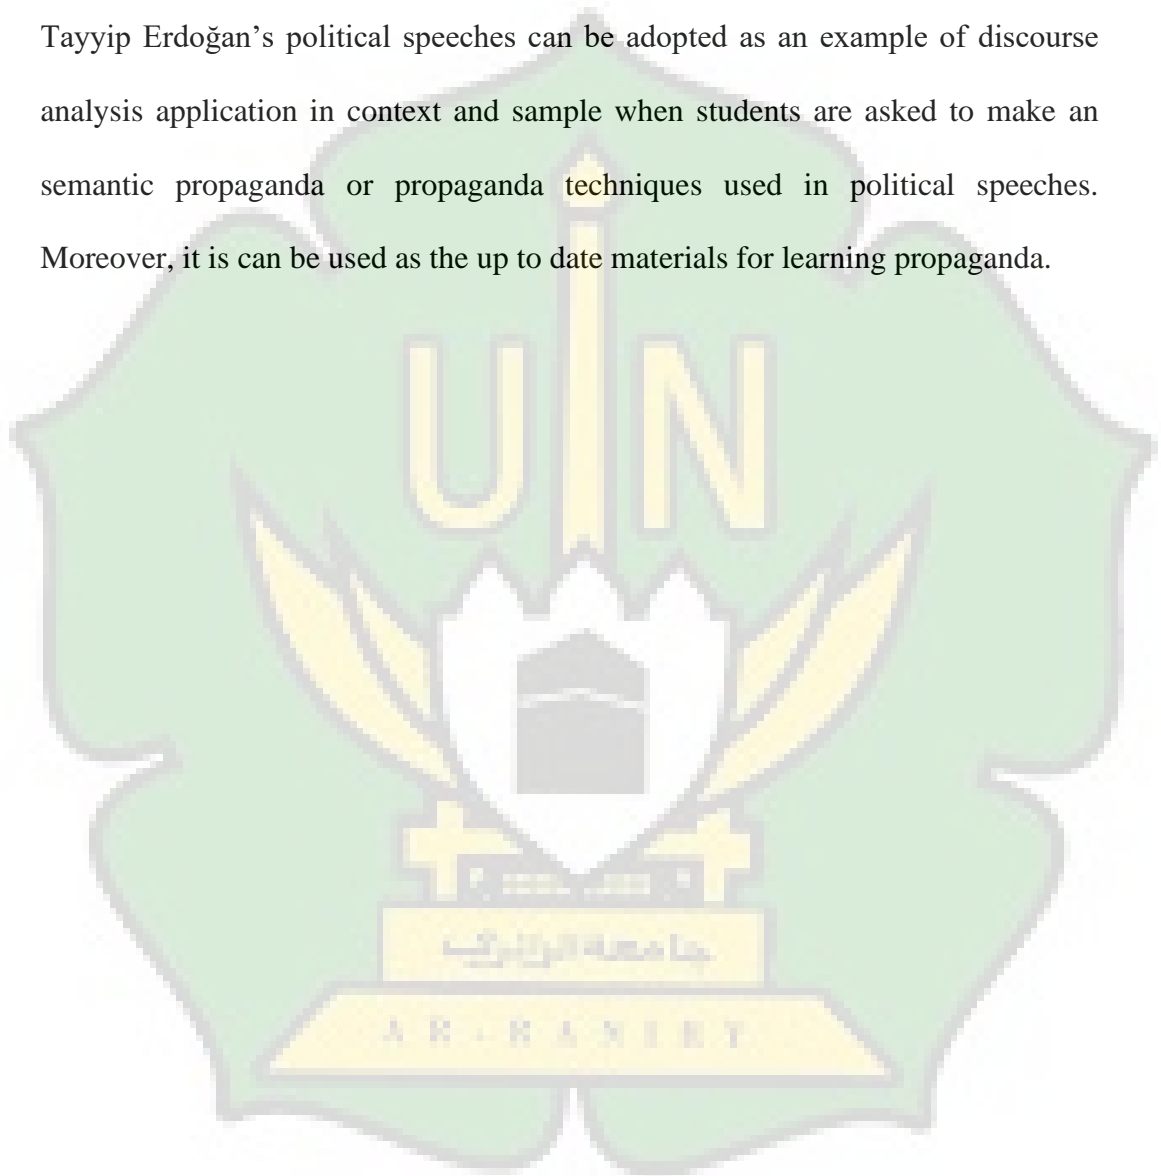 Tayyip Erdoğan’s political speeches can be adopted as an example of discourse
analysis application in context and sample when students are asked to make an
semantic propaganda or propaganda techniques used in political speeches.
Moreover, it is can be used as the up to date materials for learning propaganda.
UIN
جامعة الرانيري
AR-RANIRY